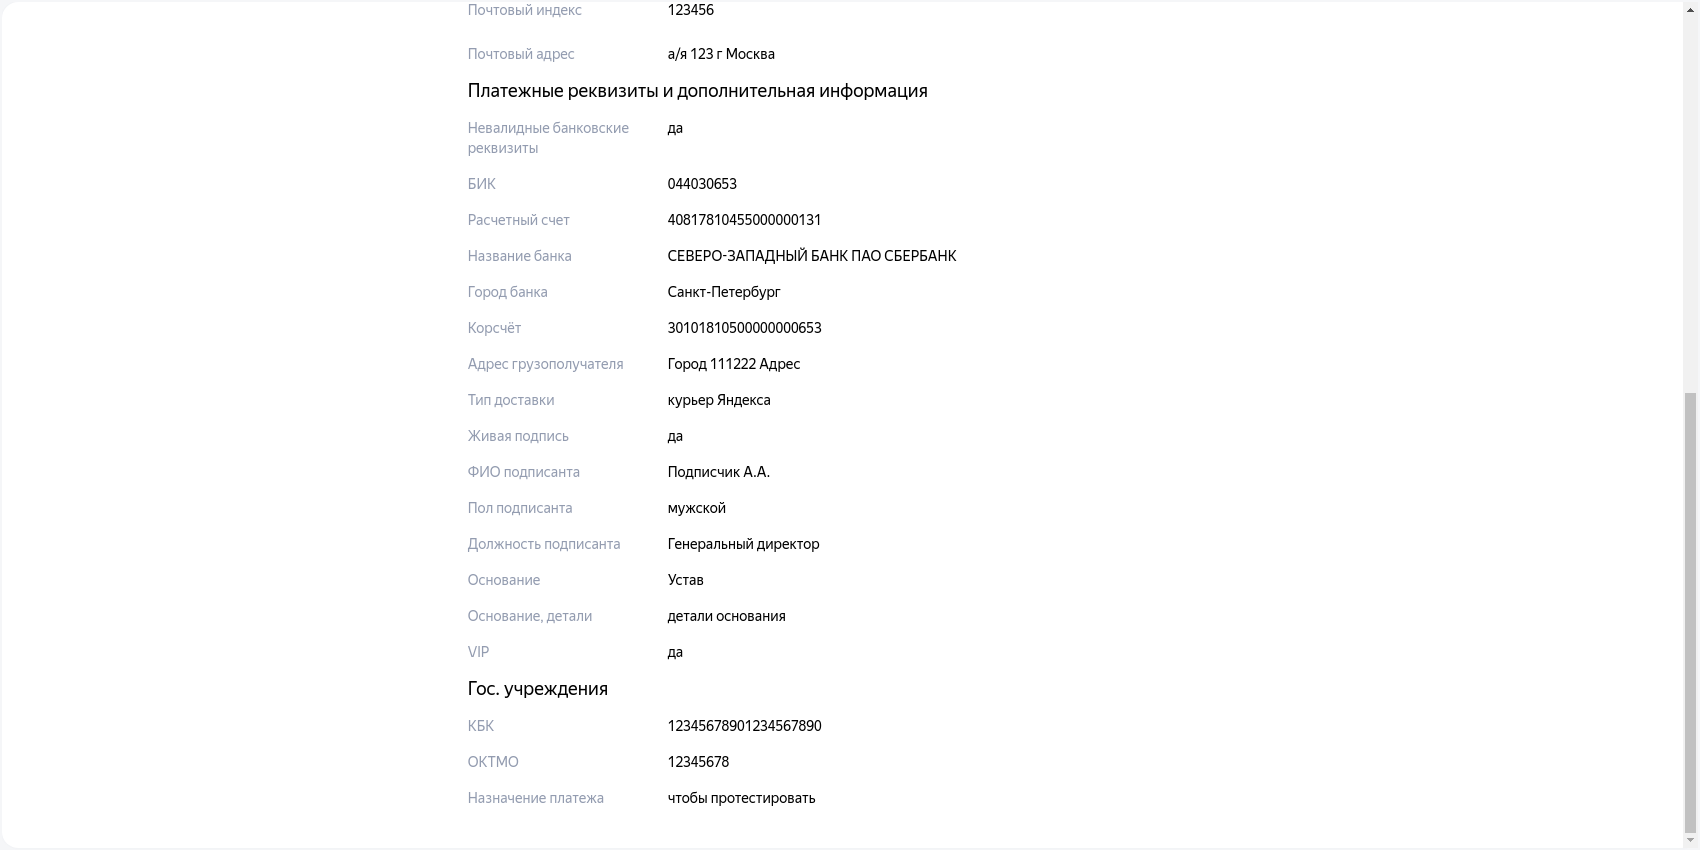 Почтовый индекс 123456
Почтовый адрес а/я 123 г Москва
Платежные реквизиты и дополнительная информация
Невалидные банковские да
реквизиты
БИК 044030653
Расчетный счет 40817810455000000131
Название банка СЕВЕРО-ЗАПАДНЫЙ БАНК ПАО СБЕРБАНК
Город банка Санкт-Петербург
Корсчёт 30101810500000000653
Адрес грузополучателя Город 111222 Адрес
Тип доставки курьер Яндекса
Живая подпись да
ФИО подписанта Подписчик А.А.
Пол подписанта мужской
Должность подписанта Генеральный директор
Основание Устав
Основание, детали детали основания
VIP да
Гос. учреждения
КБК 12345678901234567890
ОКТМО 12345678
Назначение платежа чтобы протестировать